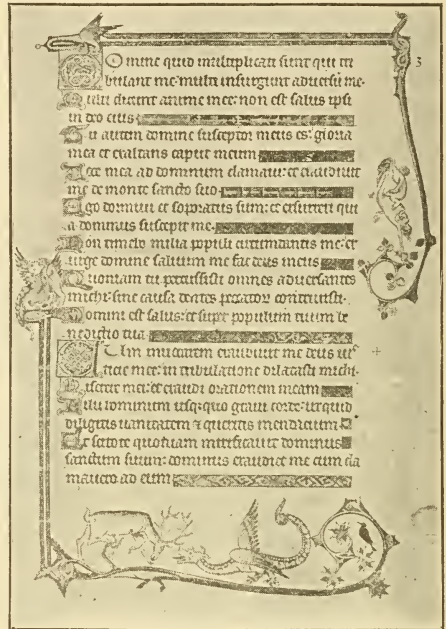 Omine quid multiplicati sunt qui tri
bulant me: multi insurgunt adversum me.
Multi dicunt anime mee: non est salus ipsi
in deo eius
Tu autem domine susceptor meus es: gloria
mea et exaltans caput meum
Voce mea ad dominum clamavi: et exaudivit
me de monte sancto suo
Ego dormivi et soporatus sum: et exsurrexi qui
a dominus suscepit me
Non timebo milia populi circumdantis me: ex
urge domine salvum me fac deus meus
Quoniam tu percussisti omnes adversantes
michi sine causa dentes peccatorum contrivisti.
Domini est salus: et super populum tuum be
nedictio tua
Cum invocarem exaudivit me deus ius
ticie mee: in tribulatione dilatasti michi.
Miserere mei: et exaudi orationem meam
Filii hominum usquequo gravi corde: ut quid
diligitis vanitatem et queritis mendacium
Et scitote quoniam mirificavit dominus
sanctum suum: dominus exaudiet me cum cla
mavero ad eum
3